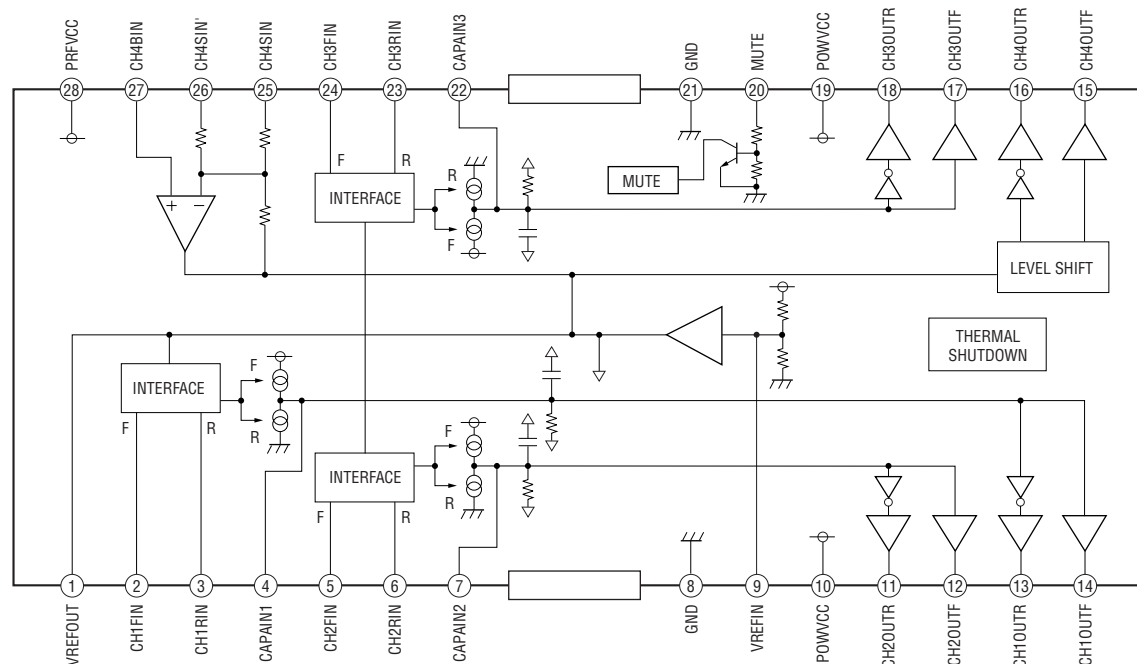 PRFVCC
CH4BIN
CH4SIN'
CH4SIN
CH3FIN
CH3RIN
CAPAIN3
GND
MUTE
POWVCC
CH3OUTR
CH3OUTF
CH4OUTR
CH4OUTF
28 27 26 25 24 23 22 21 20 19 18 17 16 15
F R
INTERFACE
R
F
MUTE
+ −
LEVEL SHIFT
THERMAL
SHUTDOWN
INTERFACE
F
R
F R
INTERFACE
F
R
F R
1 2 3 4 5 6 7 8 9 10 11 12 13 14
VREFOUT
CH1FIN
CH1RIN
CAPAIN1
CH2FIN
CH2RIN
CAPAIN2
GND
VREFIN
POWVCC
CH2OUTR
CH2OUTF
CH1OUTR
CH1OUTF